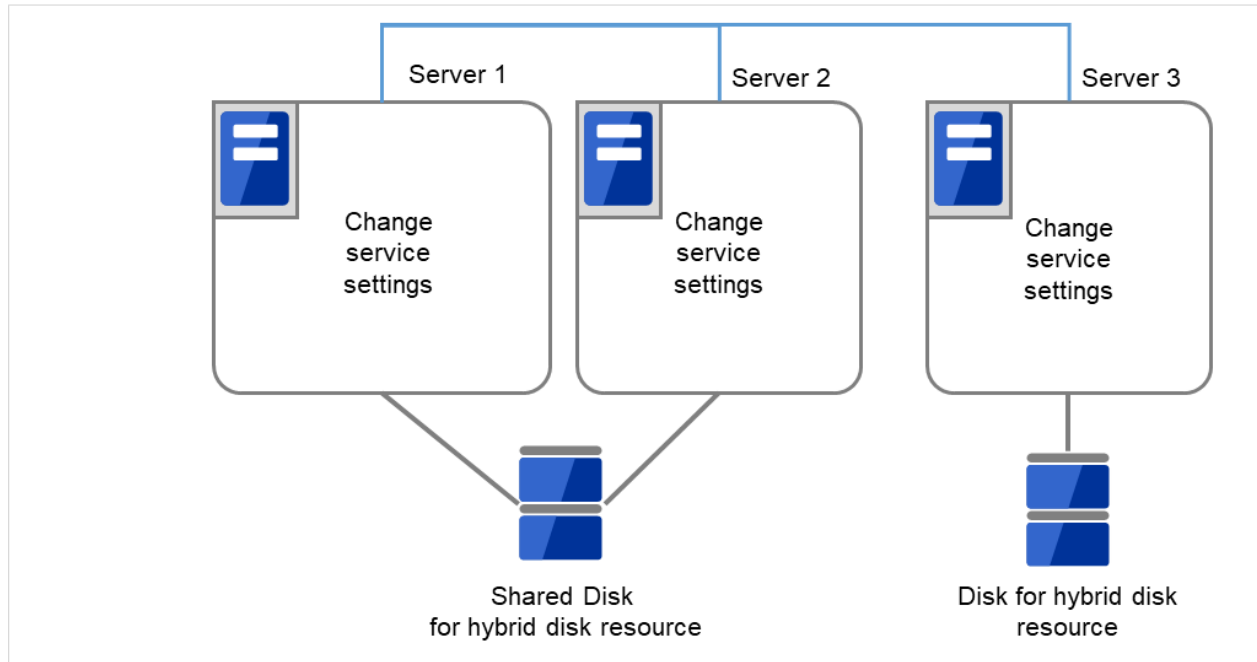 Server 1
Server 2
Server 3
Change
service
settings
Change
service
settings
Change
service
settings
Shared Disk
for hybrid disk resource
Disk for hybrid disk
resource